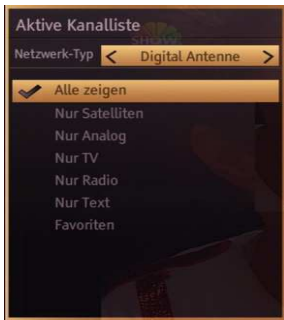 Aktive Kanalliste
SHOW
Netzwerk-Typ < Digital Antenne >
Alle zeigen
Nur Satelliten
Nur Analog
Nur TV
Nur Radio
Nur Text
Favoriten